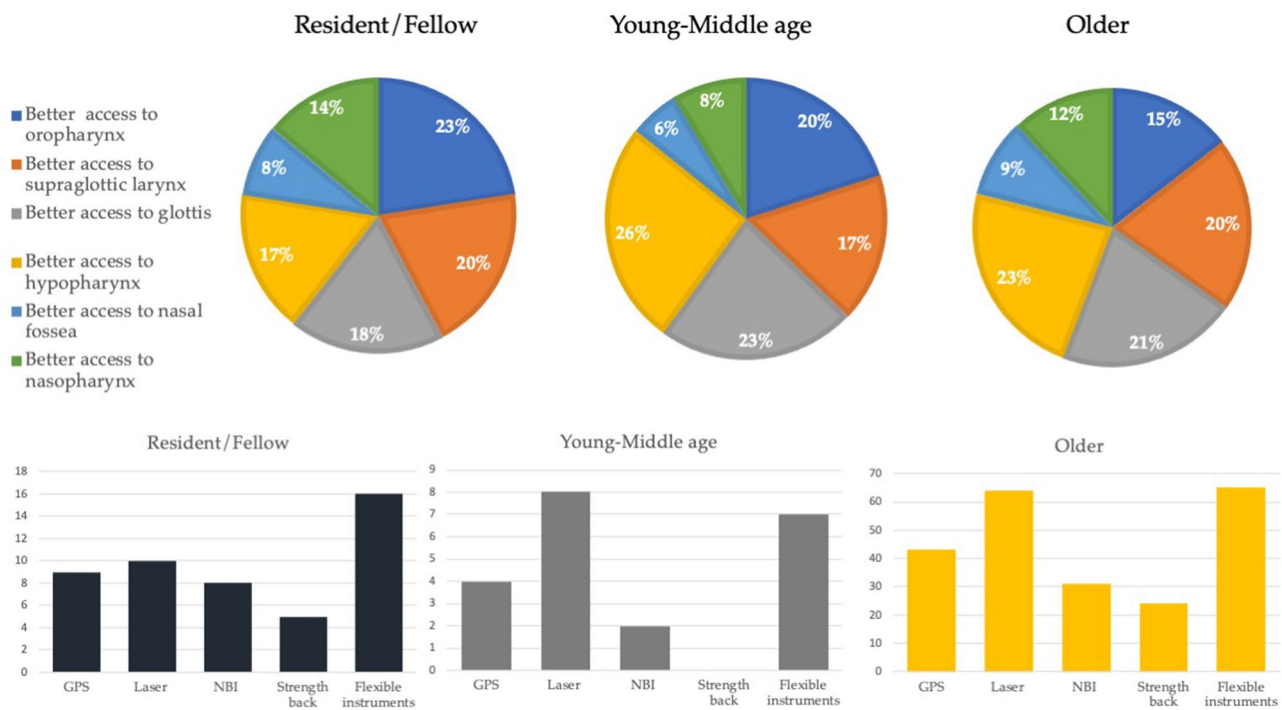 Resident/Fellow
Young-Middle age
Older
Better access to
oropharynx
Better access to
supraglottic larynx
Better access to glottis
Better access to
hypopharynx
Better access to nasal
fossea
Better access to
nasopharynx
23%
20%
18%
17%
8%
14%
20%
17%
23%
26%
6%
8%
15%
20%
21%
23%
9%
12%
Resident/Fellow
18
16
14
12
10
8
6
4
2
0
GPS
Laser
NBI
Strength
back
Flexible
instruments
Young-Middle age
9
8
7
6
5
4
3
2
1
0
GPS
Laser
NBI
Strength
back
Flexible
instruments
Older
70
60
50
40
30
20
10
0
GPS
Laser
NBI
Strength
back
Flexible
instruments